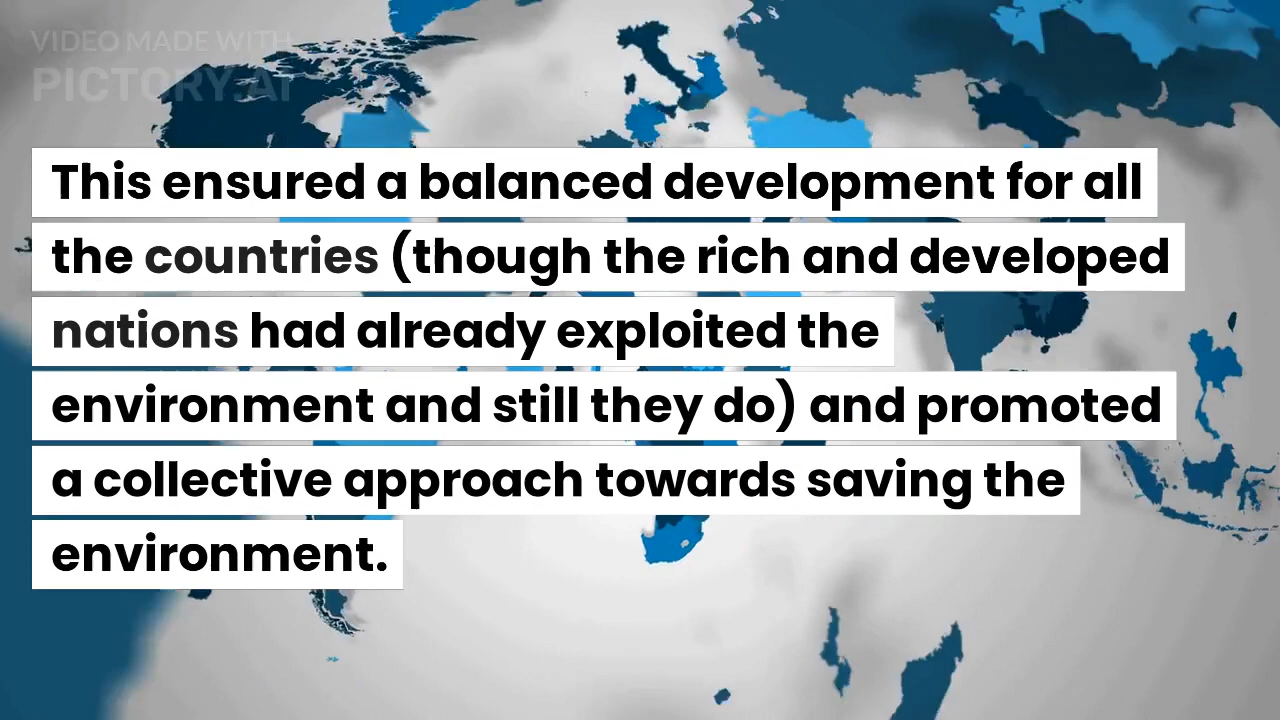 VIDEO MADE WITH
PICTORY.AI
This ensured a balanced development for all
the countries (though the rich and developed
nations had already exploited the
environment and still they do) and promoted
a collective approach towards saving the
environment.